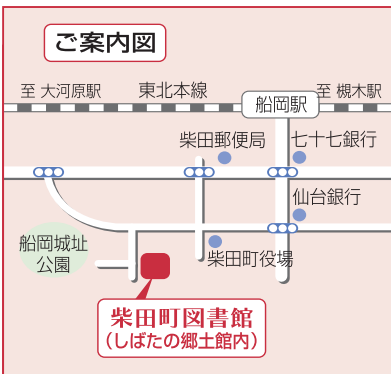 ご案内図
至 大河原駅
東北本線
船岡駅
至 槻木駅
柴田郵便局
七十七銀行
仙台銀行
船岡城址
公園
柴田町役場
柴田町図書館
(しばたの郷土館内)